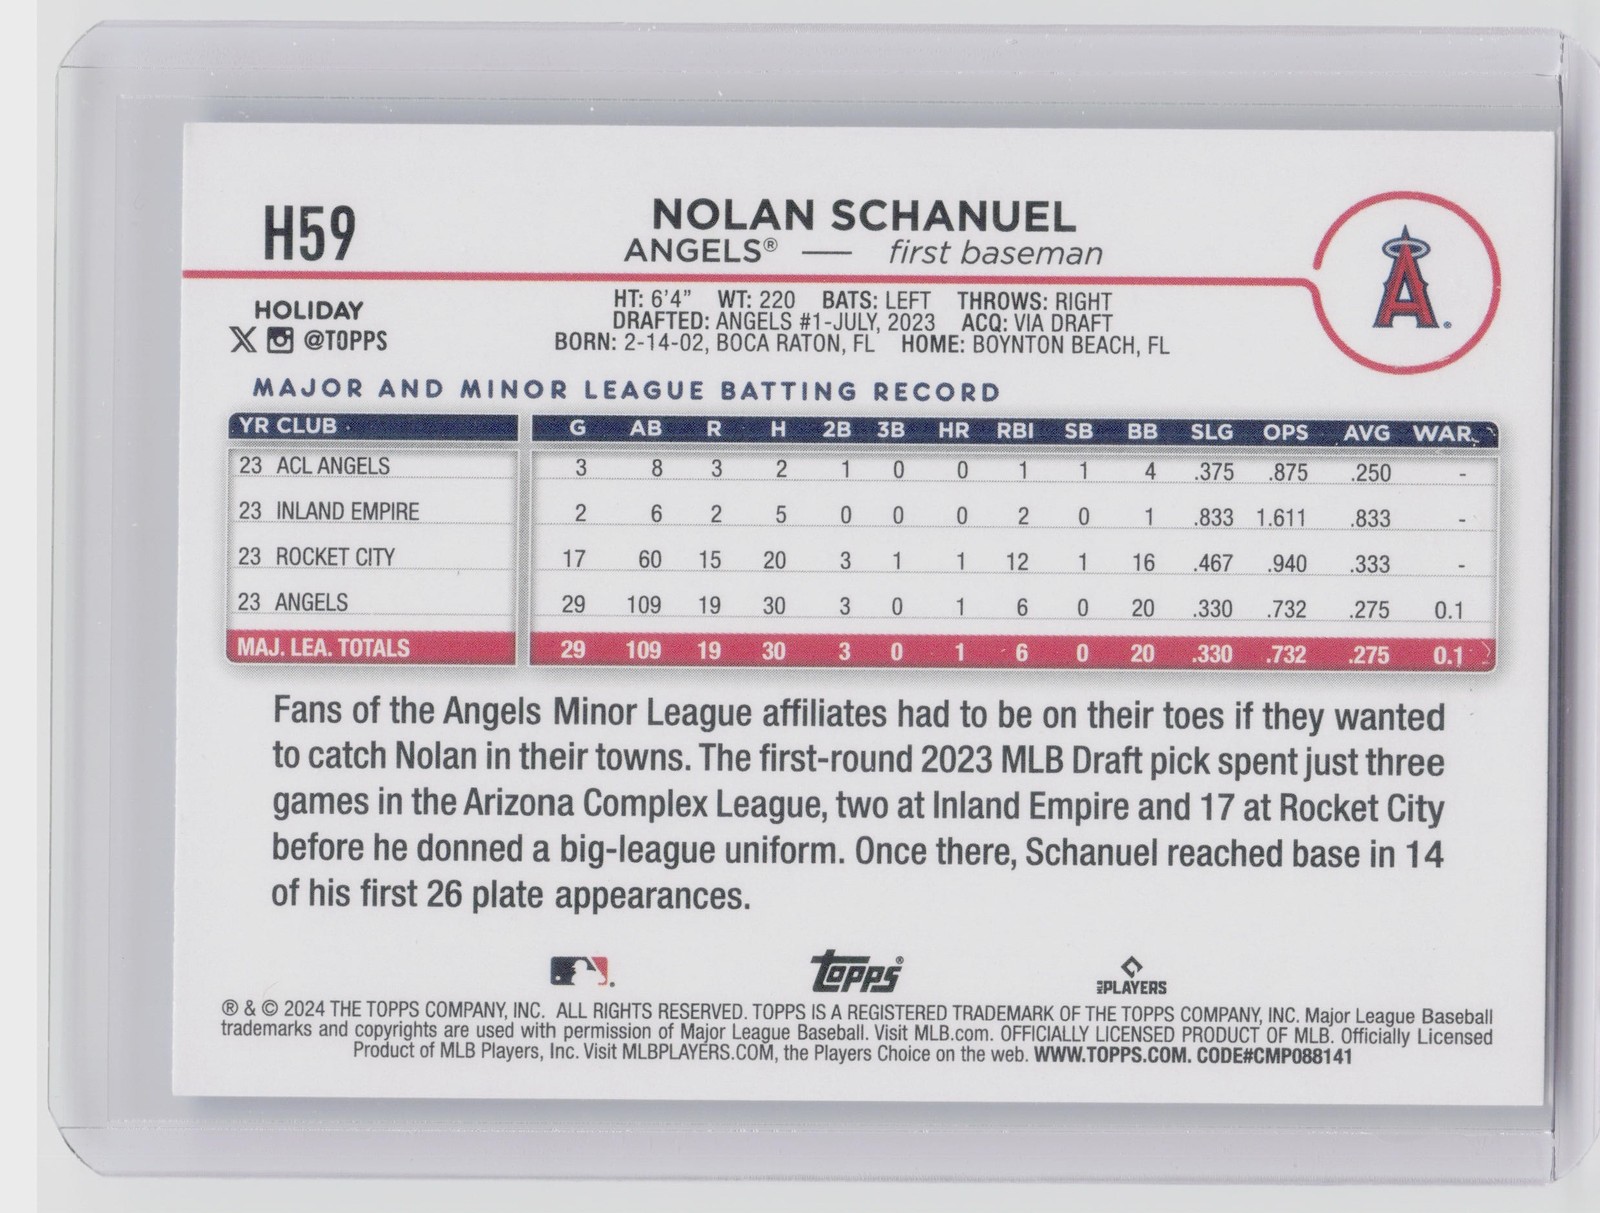 H59
NOLAN SCHANUEL
ANGELS® — first baseman
HOLIDAY
X @TOPPS
HT: 6'4" WT: 220 BATS: LEFT THROWS: RIGHT
DRAFTED: ANGELS #1-JULY, 2023 ACQ: VIA DRAFT
BORN: 2-14-02, BOCA RATON, FL HOME: BOYNTON BEACH, FL
A
MAJOR AND MINOR LEAGUE BATTING RECORD
YR CLUB G AB R H 2B 3B HR RBI SB BB SLG OPS AVG WAR
23 ACL ANGELS 3 8 3 2 1 0 0 1 1 4 .375 .875 .250 -
23 INLAND EMPIRE 2 6 2 5 0 0 0 2 0 1 .833 1.611 .833 -
23 ROCKET CITY 17 60 15 20 3 1 1 12 1 16 .467 .940 .333 -
23 ANGELS 29 109 19 30 3 0 1 6 0 20 .330 .732 .275 0.1
MAJ. LEA. TOTALS 29 109 19 30 3 0 1 6 0 20 .330 .732 .275 0.1
Fans of the Angels Minor League affiliates had to be on their toes if they wanted
to catch Nolan in their towns. The first-round 2023 MLB Draft pick spent just three
games in the Arizona Complex League, two at Inland Empire and 17 at Rocket City
before he donned a big-league uniform. Once there, Schanuel reached base in 14
of his first 26 plate appearances.
Topps®
MLB PLAYERS
® & © 2024 THE TOPPS COMPANY, INC. ALL RIGHTS RESERVED. TOPPS IS A REGISTERED TRADEMARK OF THE TOPPS COMPANY, INC. Major League Baseball
trademarks and copyrights are used with permission of Major League Baseball. Visit MLB.com. OFFICIALLY LICENSED PRODUCT OF MLB. Officially Licensed
Product of MLB Players, Inc. Visit MLBPLAYERS.COM, the Players Choice on the web. WWW.TOPPS.COM. CODE#CMP088141